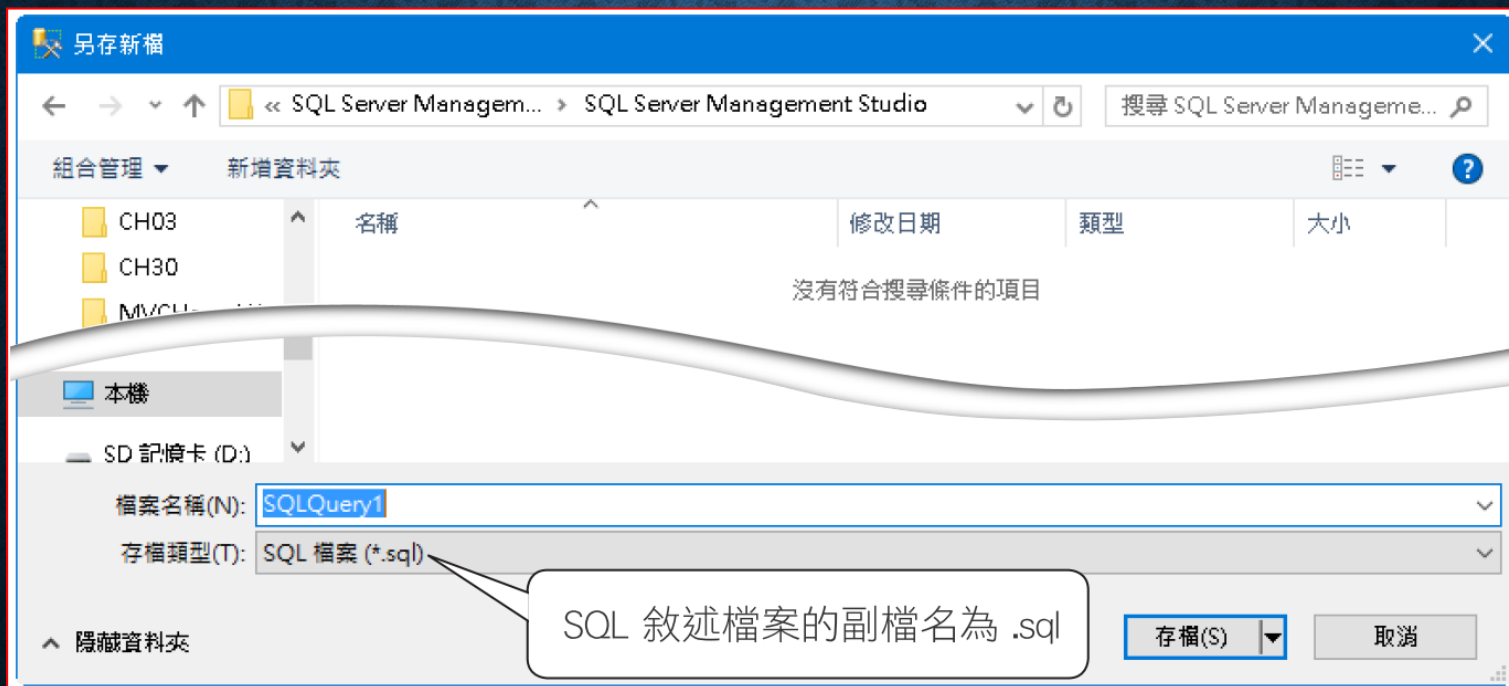 另存新檔
« SQL Server Managem... › SQL Server Management Studio
搜尋 SQL Server Manageme...
組合管理 新增資料夾
CH03
CH30
名稱 修改日期 類型 大小
沒有符合搜尋條件的項目
本機
SD 記憶卡 (D:)
檔案名稱(N): SQLQuery1
存檔類型(T): SQL 檔案 (*.sql)
SQL 敘述檔案的副檔名為 .sql
隱藏資料夾
存檔(S) 取消